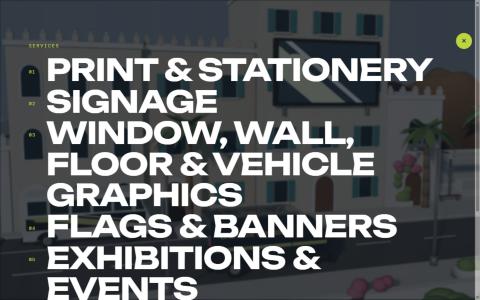 SERVICES
01 PRINT & STATIONERY
02 SIGNAGE
03 WINDOW, WALL,
FLOOR & VEHICLE
GRAPHICS
04 FLAGS & BANNERS
05 EXHIBITIONS &
EVENTS